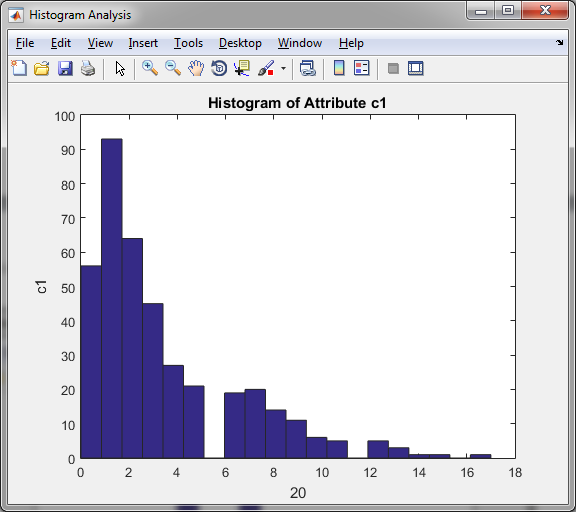 Histogram Analysis
File Edit View Insert Tools Desktop Window Help
Histogram of Attribute c1
100
90
80
70
60
50
40
30
20
10
0
c1
0 2 4 6 8 10 12 14 16 18
20